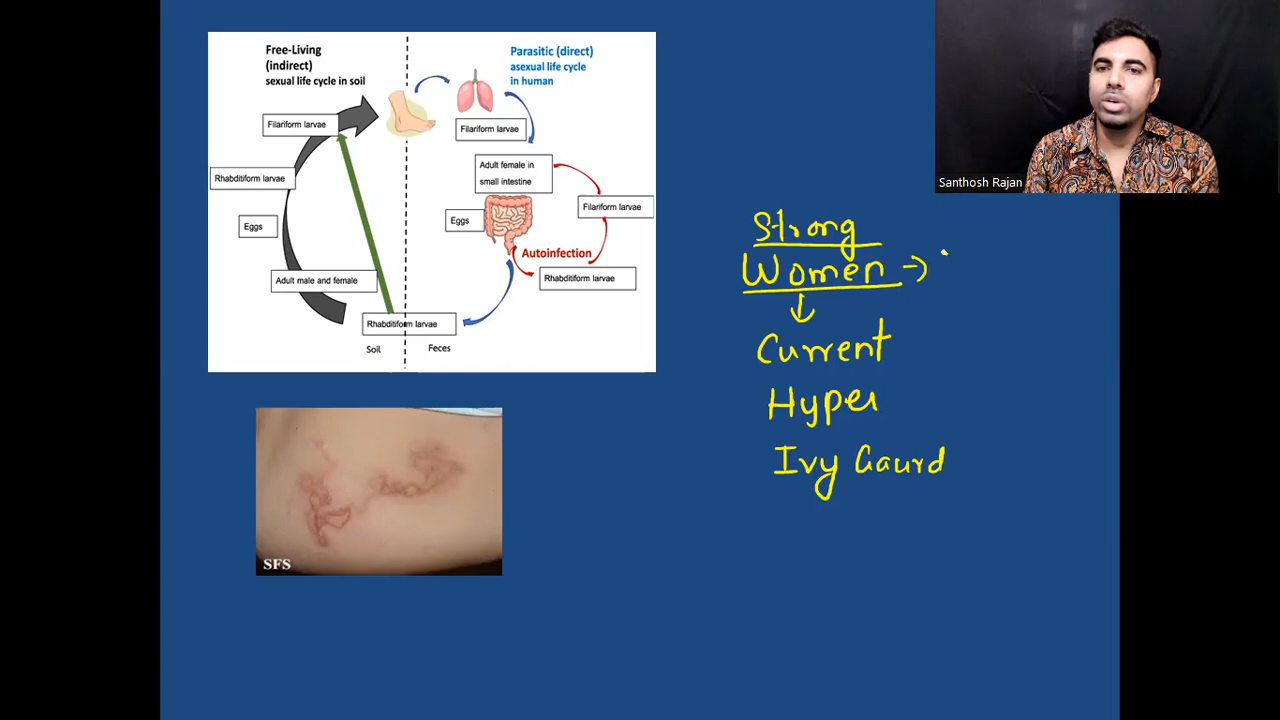 Free-Living
(indirect)
sexual life cycle in soil
Parasitic (direct)
asexual life cycle
in human
Filariform larvae
Filariform larvae
Rhabditiform larvae
Adult female in
small intestine
Filariform larvae
Eggs
Eggs
Autoinfection
Adult male and female
Rhabditiform larvae
Rhabditiform larvae
Soil
Feces
SFS
Santhosh Rajan
Strong
Women →
↓
Current
Hyper
Ivy Gaurd